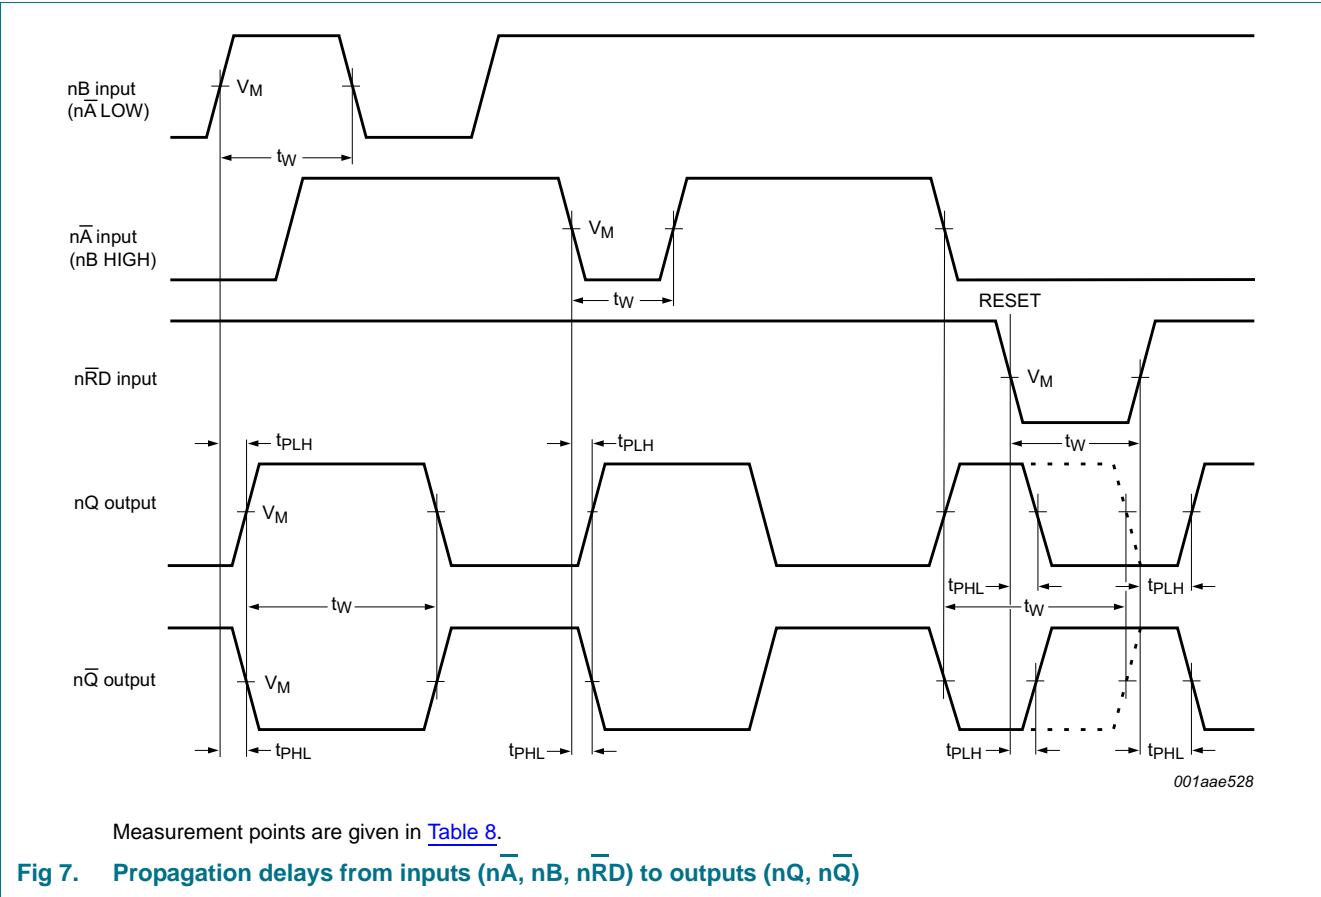 nB input
(nA̅ LOW)
VM
tW
nA̅ input
(nB HIGH)
VM
tW
RESET
nR̅D input
VM
tW
tPLH
tPLH
nQ output
VM
tPHL
tPLH
tW
tW
nQ̅ output
VM
tPHL
tPHL
tPLH
tPHL
001aae528
Measurement points are given in Table 8.
Fig 7. Propagation delays from inputs (nA̅, nB, nR̅D) to outputs (nQ, nQ̅)